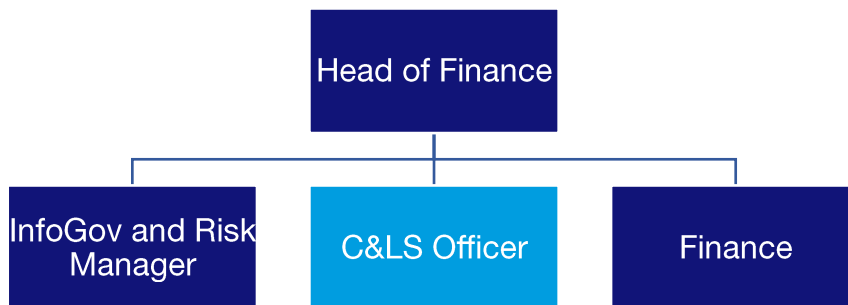 Head of Finance
InfoGov and Risk
Manager
C&LS Officer
Finance